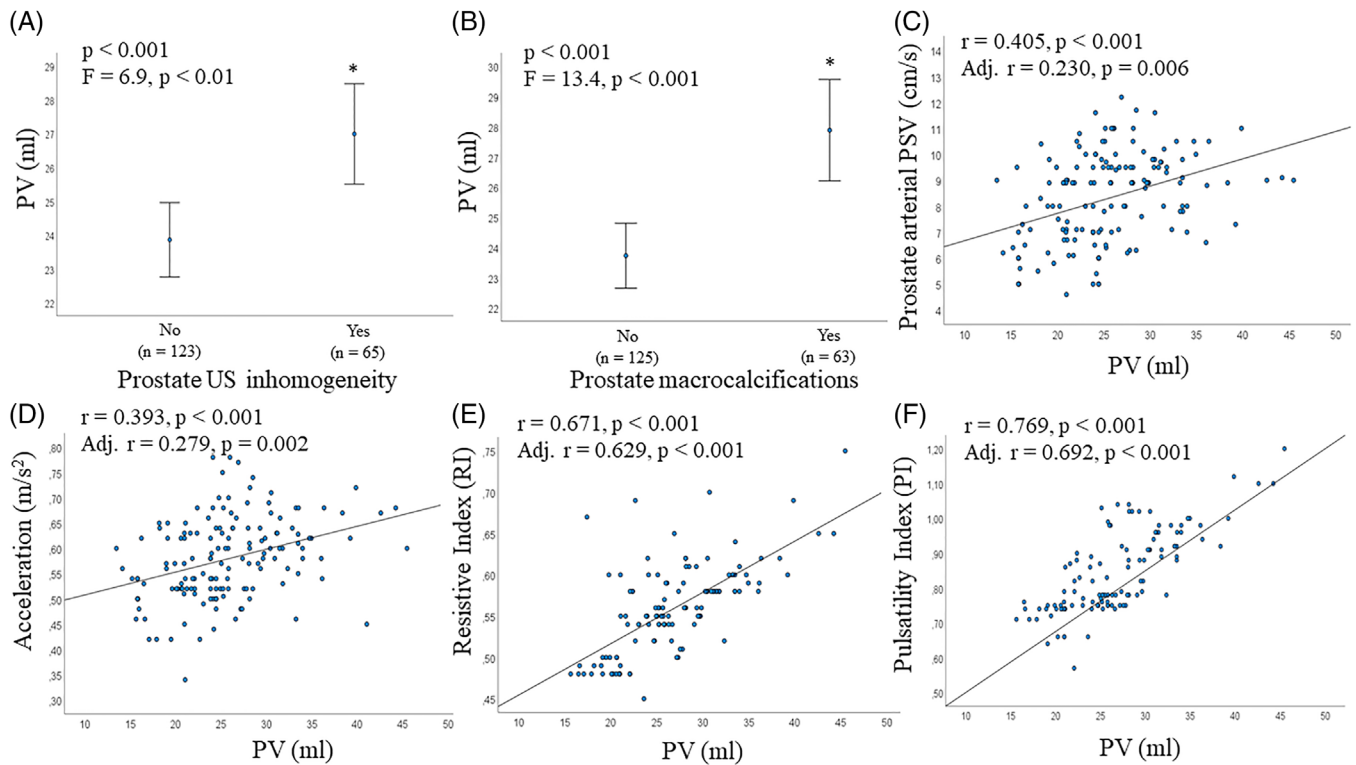 (A)
p < 0.001
F = 6.9, p < 0.01
*
PV (ml)
29
28
27
26
25
24
23
22
No
(n = 123)
Yes
(n = 65)
Prostate US inhomogeneity
(B)
p < 0.001
F = 13.4, p < 0.001
*
PV (ml)
30
29
28
27
26
25
24
23
22
No
(n = 125)
Yes
(n = 63)
Prostate macrocalcifications
(C)
r = 0.405, p < 0.001
Adj. r = 0.230, p = 0.006
Prostate arterial PSV (cm/s)
14
13
12
11
10
9
8
7
6
5
4
10 15 20 25 30 35 40 45 50
PV (ml)
(D)
r = 0.393, p < 0.001
Adj. r = 0.279, p = 0.002
Acceleration (m/s²)
,80
,75
,70
,65
,60
,55
,50
,45
,40
,35
,30
10 15 20 25 30 35 40 45 50
PV (ml)
(E)
r = 0.671, p < 0.001
Adj. r = 0.629, p < 0.001
Resistive Index (RI)
,75
,70
,65
,60
,55
,50
,45
10 15 20 25 30 35 40 45 50
PV (ml)
(F)
r = 0.769, p < 0.001
Adj. r = 0.692, p < 0.001
Pulsatility Index (PI)
1,20
1,10
1,00
,90
,80
,70
,60
,50
10 15 20 25 30 35 40 45 50
PV (ml)